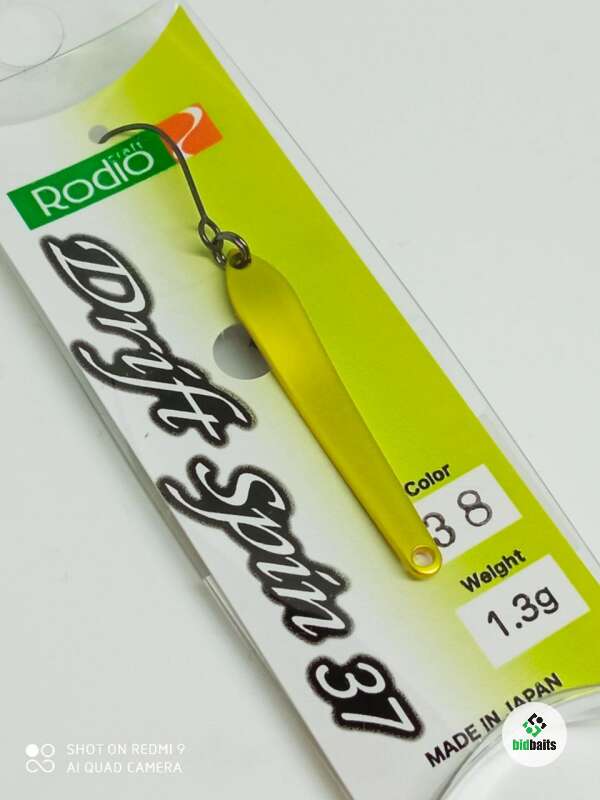 Rodio
craft
Drift Spin 37
Color
38
Weight
1.3g
MADE IN JAPAN
bidbaits
SHOT ON REDMI 9
AI QUAD CAMERA